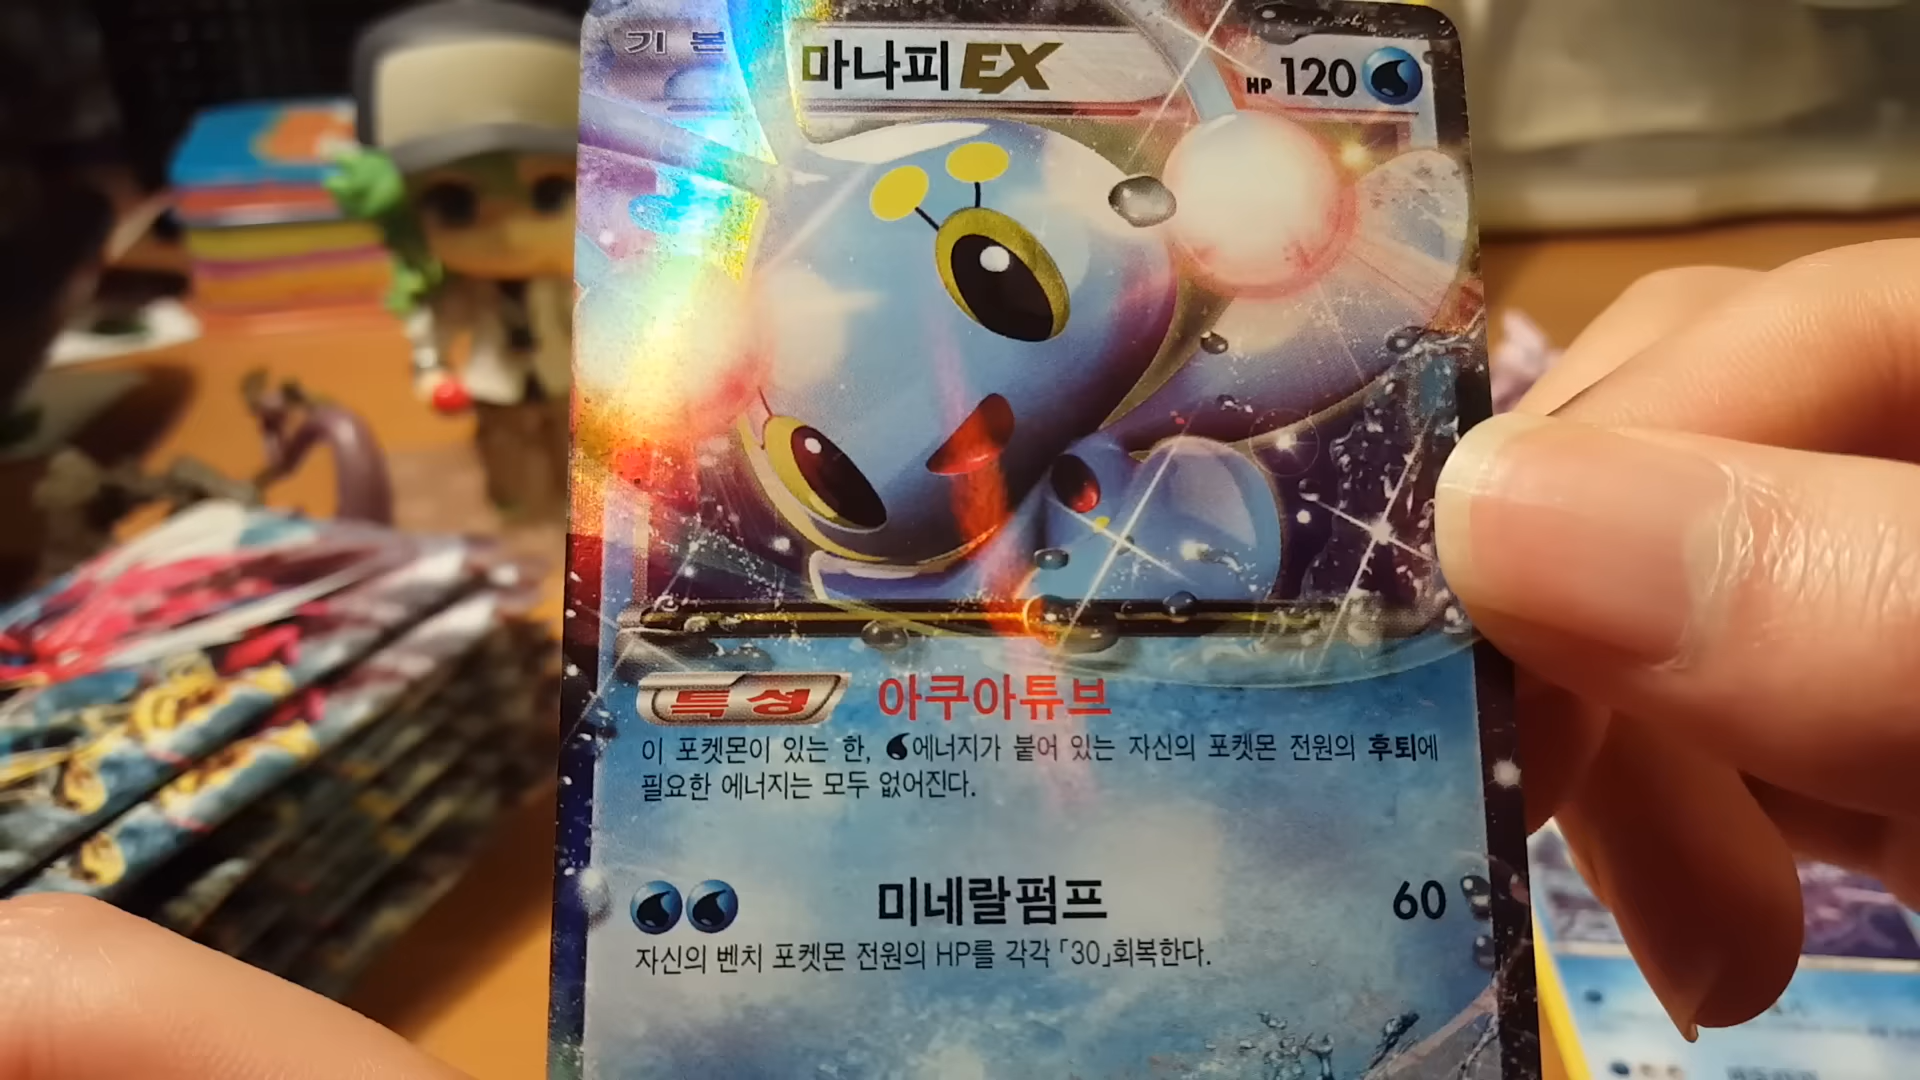 기본 마나피EX HP 120
특성 아쿠아튜브
이 포켓몬이 있는 한, 에너지가 붙어 있는 자신의 포켓몬 전원의 후퇴에
필요한 에너지는 모두 없어진다.
미네랄펌프 60
자신의 벤치 포켓몬 전원의 HP를 각각 「30」회복한다.